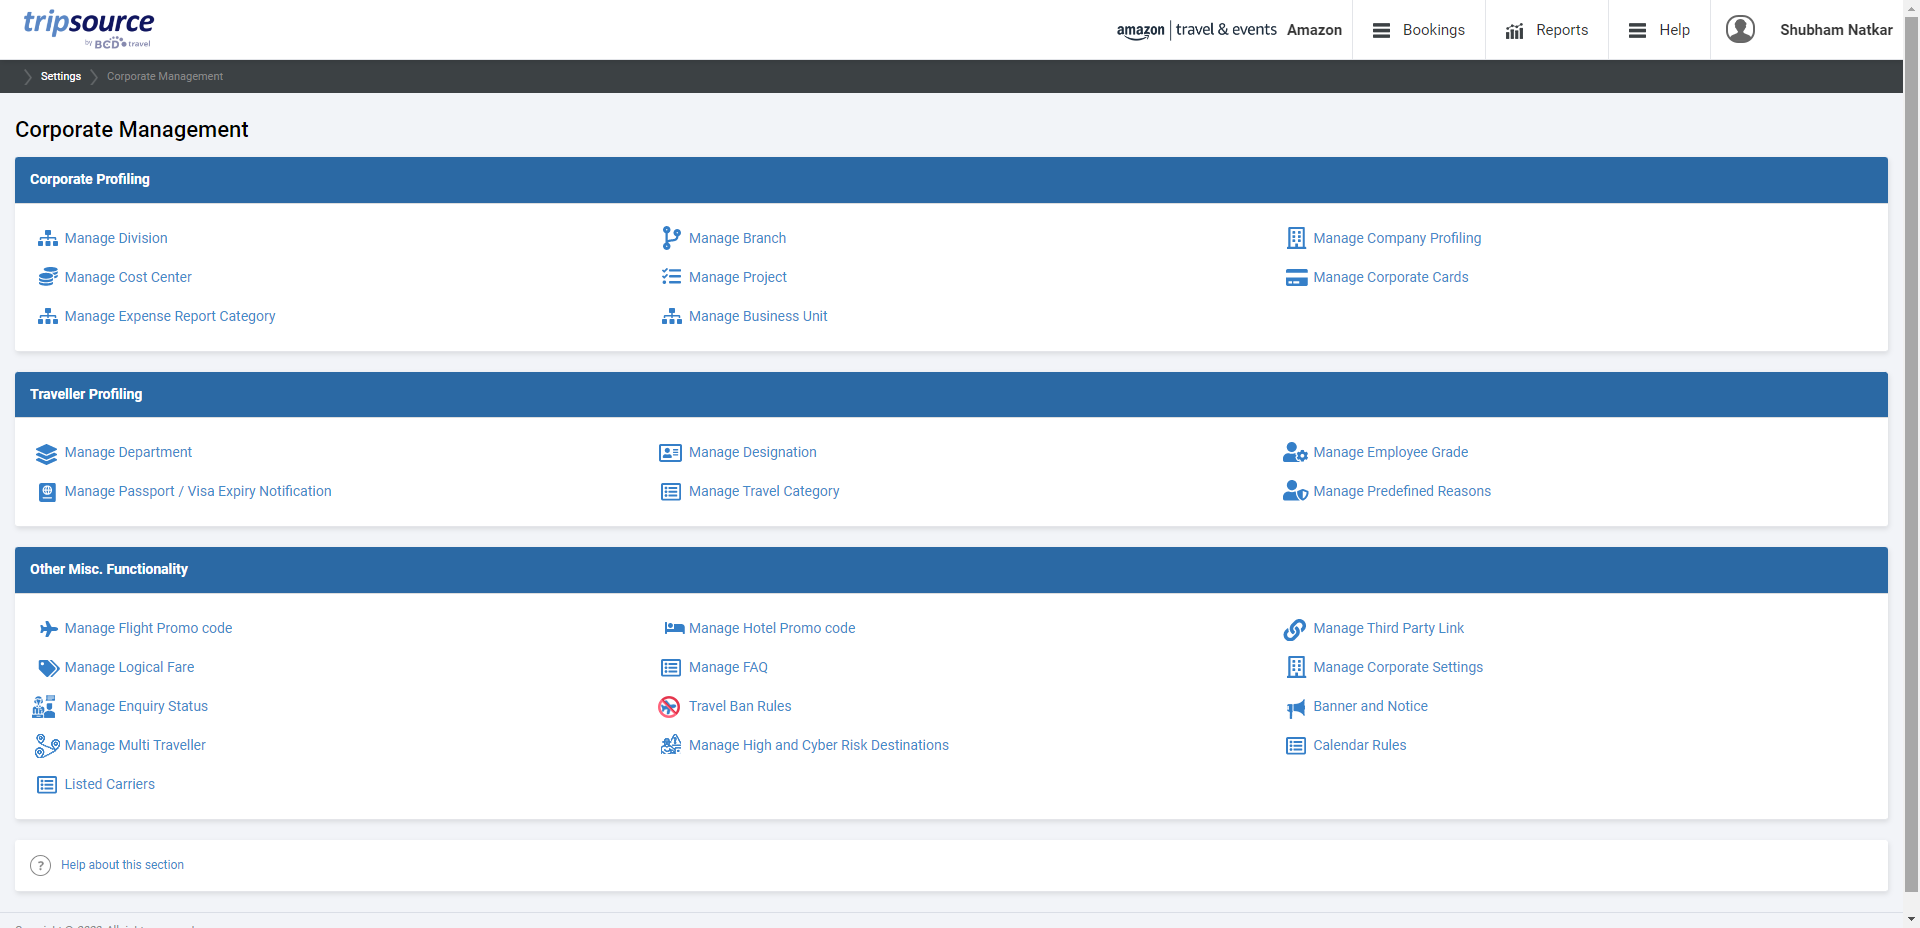 tripsource
by BCD travel
amazon | travel & events Amazon
Bookings
Reports
Help
Shubham Natkar
Settings
Corporate Management
Corporate Management
Corporate Profiling
Manage Division
Manage Branch
Manage Company Profiling
Manage Cost Center
Manage Project
Manage Corporate Cards
Manage Expense Report Category
Manage Business Unit
Traveller Profiling
Manage Department
Manage Designation
Manage Employee Grade
Manage Passport / Visa Expiry Notification
Manage Travel Category
Manage Predefined Reasons
Other Misc. Functionality
Manage Flight Promo code
Manage Hotel Promo code
Manage Third Party Link
Manage Logical Fare
Manage FAQ
Manage Corporate Settings
Manage Enquiry Status
Travel Ban Rules
Banner and Notice
Manage Multi Traveller
Manage High and Cyber Risk Destinations
Calendar Rules
Listed Carriers
? Help about this section